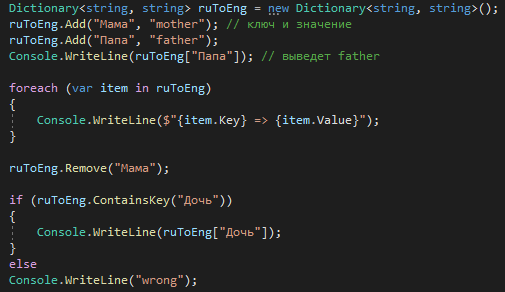 Dictionary<string, string> ruToEng = new Dictionary<string, string>();
ruToEng.Add("Мама", "mother"); // ключ и значение
ruToEng.Add("Папа", "father");
Console.WriteLine(ruToEng["Папа"]); // выведет father
foreach (var item in ruToEng)
{
Console.WriteLine($"{item.Key} => {item.Value}");
}
ruToEng.Remove("Мама");
if (ruToEng.ContainsKey("Дочь"))
{
Console.WriteLine(ruToEng["Дочь"]);
}
else
Console.WriteLine("wrong");